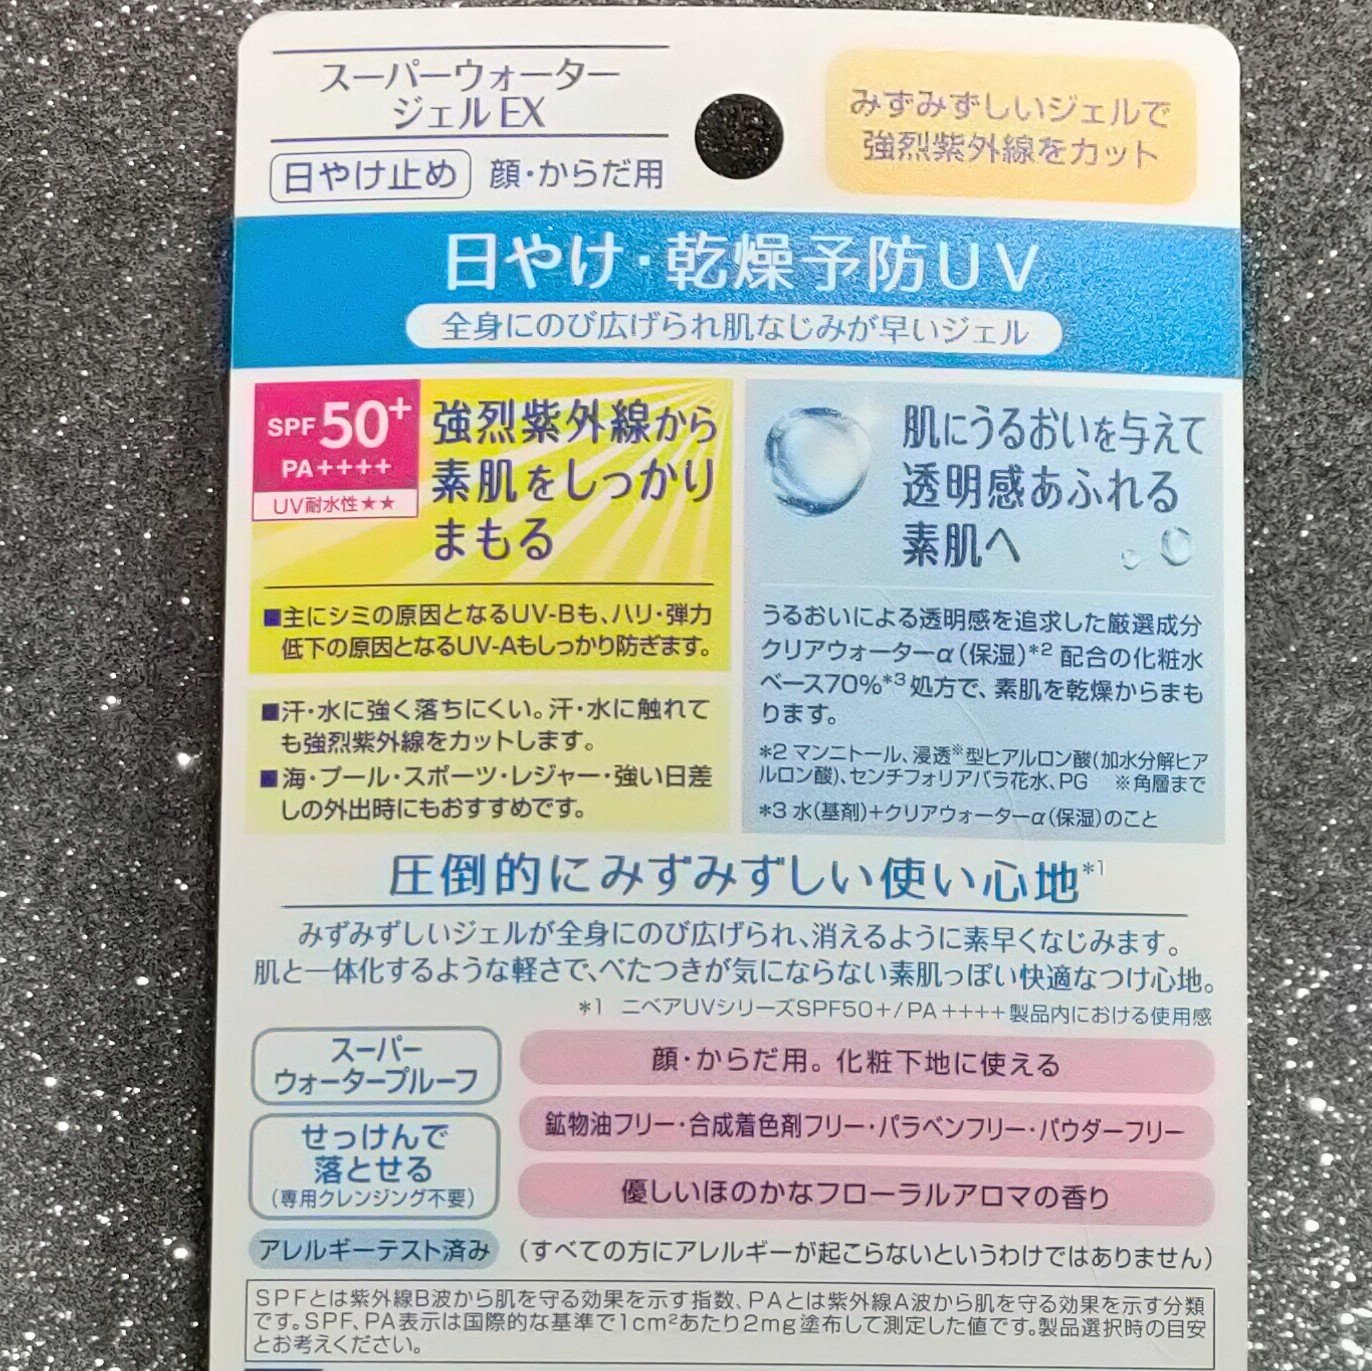 スーパーウォーター
ジェルEX
日やけ止め 顔・からだ用
みずみずしいジェルで
強烈紫外線をカット
日やけ・乾燥予防UV
全身にのび広げられ肌なじみが早いジェル
SPF50+
PA++++
UV耐水性★★
強烈紫外線から
素肌をしっかり
まもる
■主にシミの原因となるUV-Bも、ハリ・弾力
低下の原因となるUV-Aもしっかり防ぎます。
■汗・水に強く落ちにくい。汗・水に触れて
も強烈紫外線をカットします。
■海・プール・スポーツ・レジャー・強い日差
しの外出時にもおすすめです。
肌にうるおいを与えて
透明感あふれる
素肌へ
うるおいによる透明感を追求した厳選成分
クリアウォーターα(保湿)*2 配合の化粧水
ベース70%*3 処方で、素肌を乾燥からまも
ります。
*2 マンニトール、浸透※型ヒアルロン酸(加水分解ヒア
ルロン酸)、センチフォリアバラ花水、PG ※角層まで
*3 水(基剤)+クリアウォーターα(保湿)のこと
圧倒的にみずみずしい使い心地*1
みずみずしいジェルが全身にのび広げられ、消えるように素早くなじみます。
肌と一体化するような軽さで、べたつきが気にならない素肌っぽい快適なつけ心地。
*1 ニベアUVシリーズSPF50+/PA++++製品内における使用感
スーパー
ウォータープルーフ
せっけんで
落とせる
(専用クレンジング不要)
顔・からだ用。化粧下地に使える
鉱物油フリー・合成着色剤フリー・パラベンフリー・パウダーフリー
優しいほのかなフローラルアロマの香り
アレルギーテスト済み (すべての方にアレルギーが起こらないというわけではありません)
SPFとは紫外線B波から肌を守る効果を示す指数、PAとは紫外線A波から肌を守る効果を示す分類
です。SPF、PA表示は国際的な基準で1cm²あたり2mg塗布して測定した値です。製品選択時の目安
とお考えください。